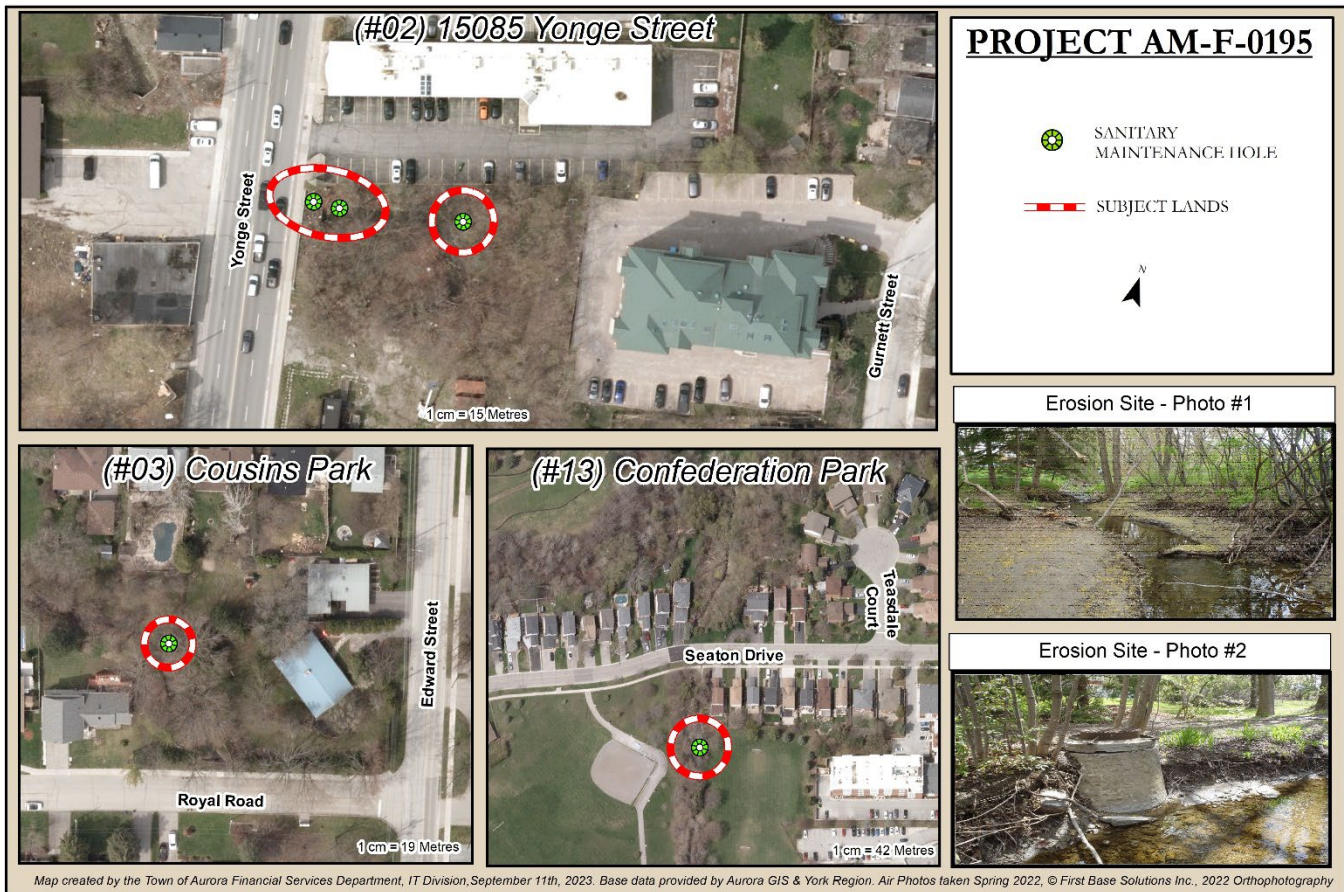 (#02) 15085 Yonge Street
Yonge Street
Gurnett Street
1 cm = 15 Metres
PROJECT AM-F-0195
SANITARY
MAINTENANCE HOLE
SUBJECT LANDS
N
Erosion Site - Photo #1
Erosion Site - Photo #2
(#03) Cousins Park
Edward Street
Royal Road
1 cm = 19 Metres
(#13) Confederation Park
Teasdale
Court
Seaton Drive
1 cm = 42 Metres
Map created by the Town of Aurora Financial Services Department, IT Division,September 11th, 2023. Base data provided by Aurora GIS & York Region. Air Photos taken Spring 2022, © First Base Solutions Inc., 2022 Orthophotography